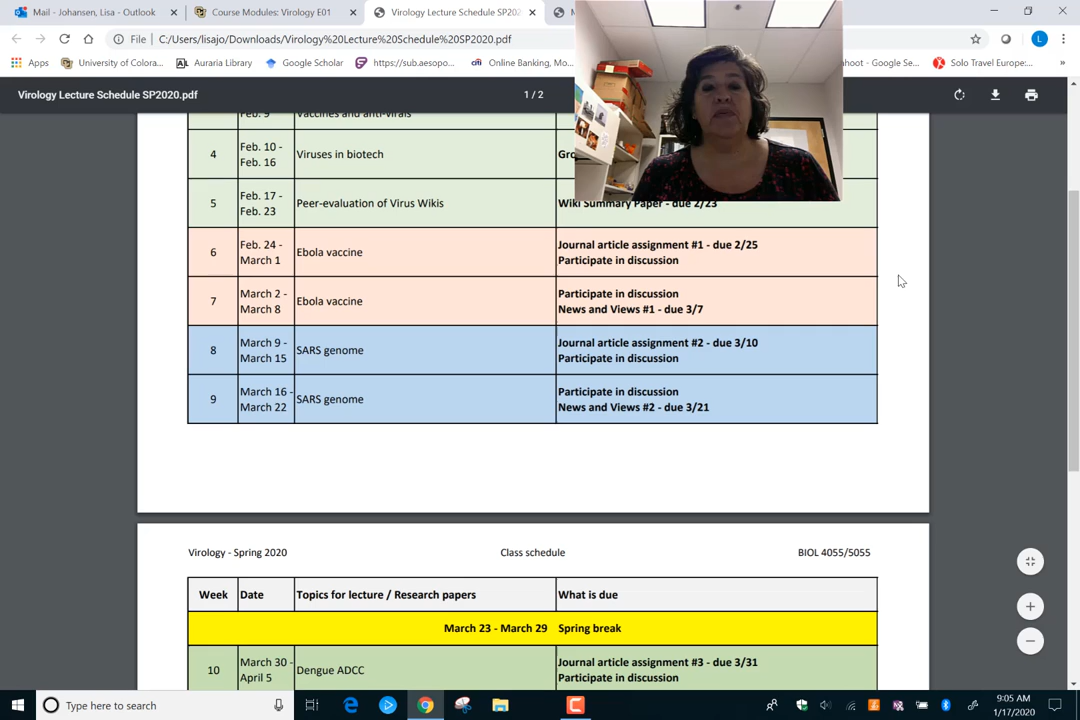 Mail - Johansen, Lisa - Outlook
Course Modules: Virology E01
Virology Lecture Schedule SP202
File
C:/Users/lisajo/Downloads/Virology%20Lecture%20Schedule%20SP2020.pdf
L
Apps
University of Colora...
Auraria Library
Google Scholar
https://sub.aesopo...
Online Banking, Mo...
ahoot - Google Se...
Solo Travel Europe:...
Virology Lecture Schedule SP2020.pdf
1 / 2
Feb. 9
Vaccines and anti-virals
4
Feb. 10 -
Feb. 16
Viruses in biotech
Gro
5
Feb. 17 -
Feb. 23
Peer-evaluation of Virus Wikis
Wiki Summary Paper - due 2/23
6
Feb. 24 -
March 1
Ebola vaccine
Journal article assignment #1 - due 2/25
Participate in discussion
7
March 2 -
March 8
Ebola vaccine
Participate in discussion
News and Views #1 - due 3/7
8
March 9 -
March 15
SARS genome
Journal article assignment #2 - due 3/10
Participate in discussion
9
March 16 -
March 22
SARS genome
Participate in discussion
News and Views #2 - due 3/21
Virology - Spring 2020
Class schedule
BIOL 4055/5055
Week
Date
Topics for lecture / Research papers
What is due
March 23 - March 29 Spring break
10
March 30 -
April 5
Dengue ADCC
Journal article assignment #3 - due 3/31
Participate in discussion
Type here to search
9:05 AM
1/17/2020